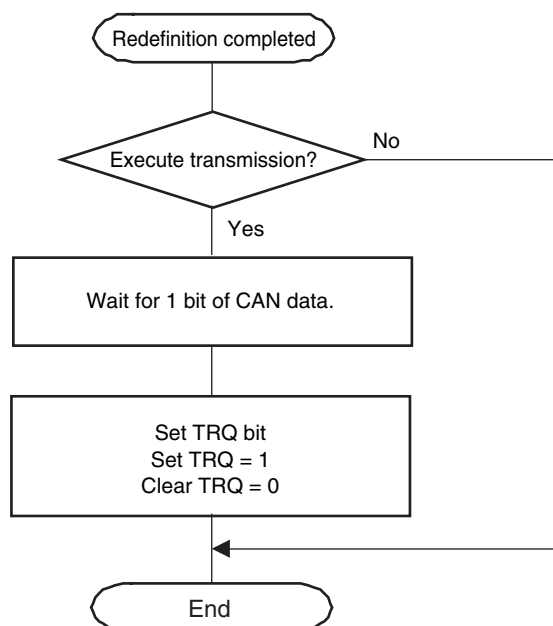 Redefinition completed
Execute transmission?
No
Yes
Wait for 1 bit of CAN data.
Set TRQ bit
Set TRQ = 1
Clear TRQ = 0
End